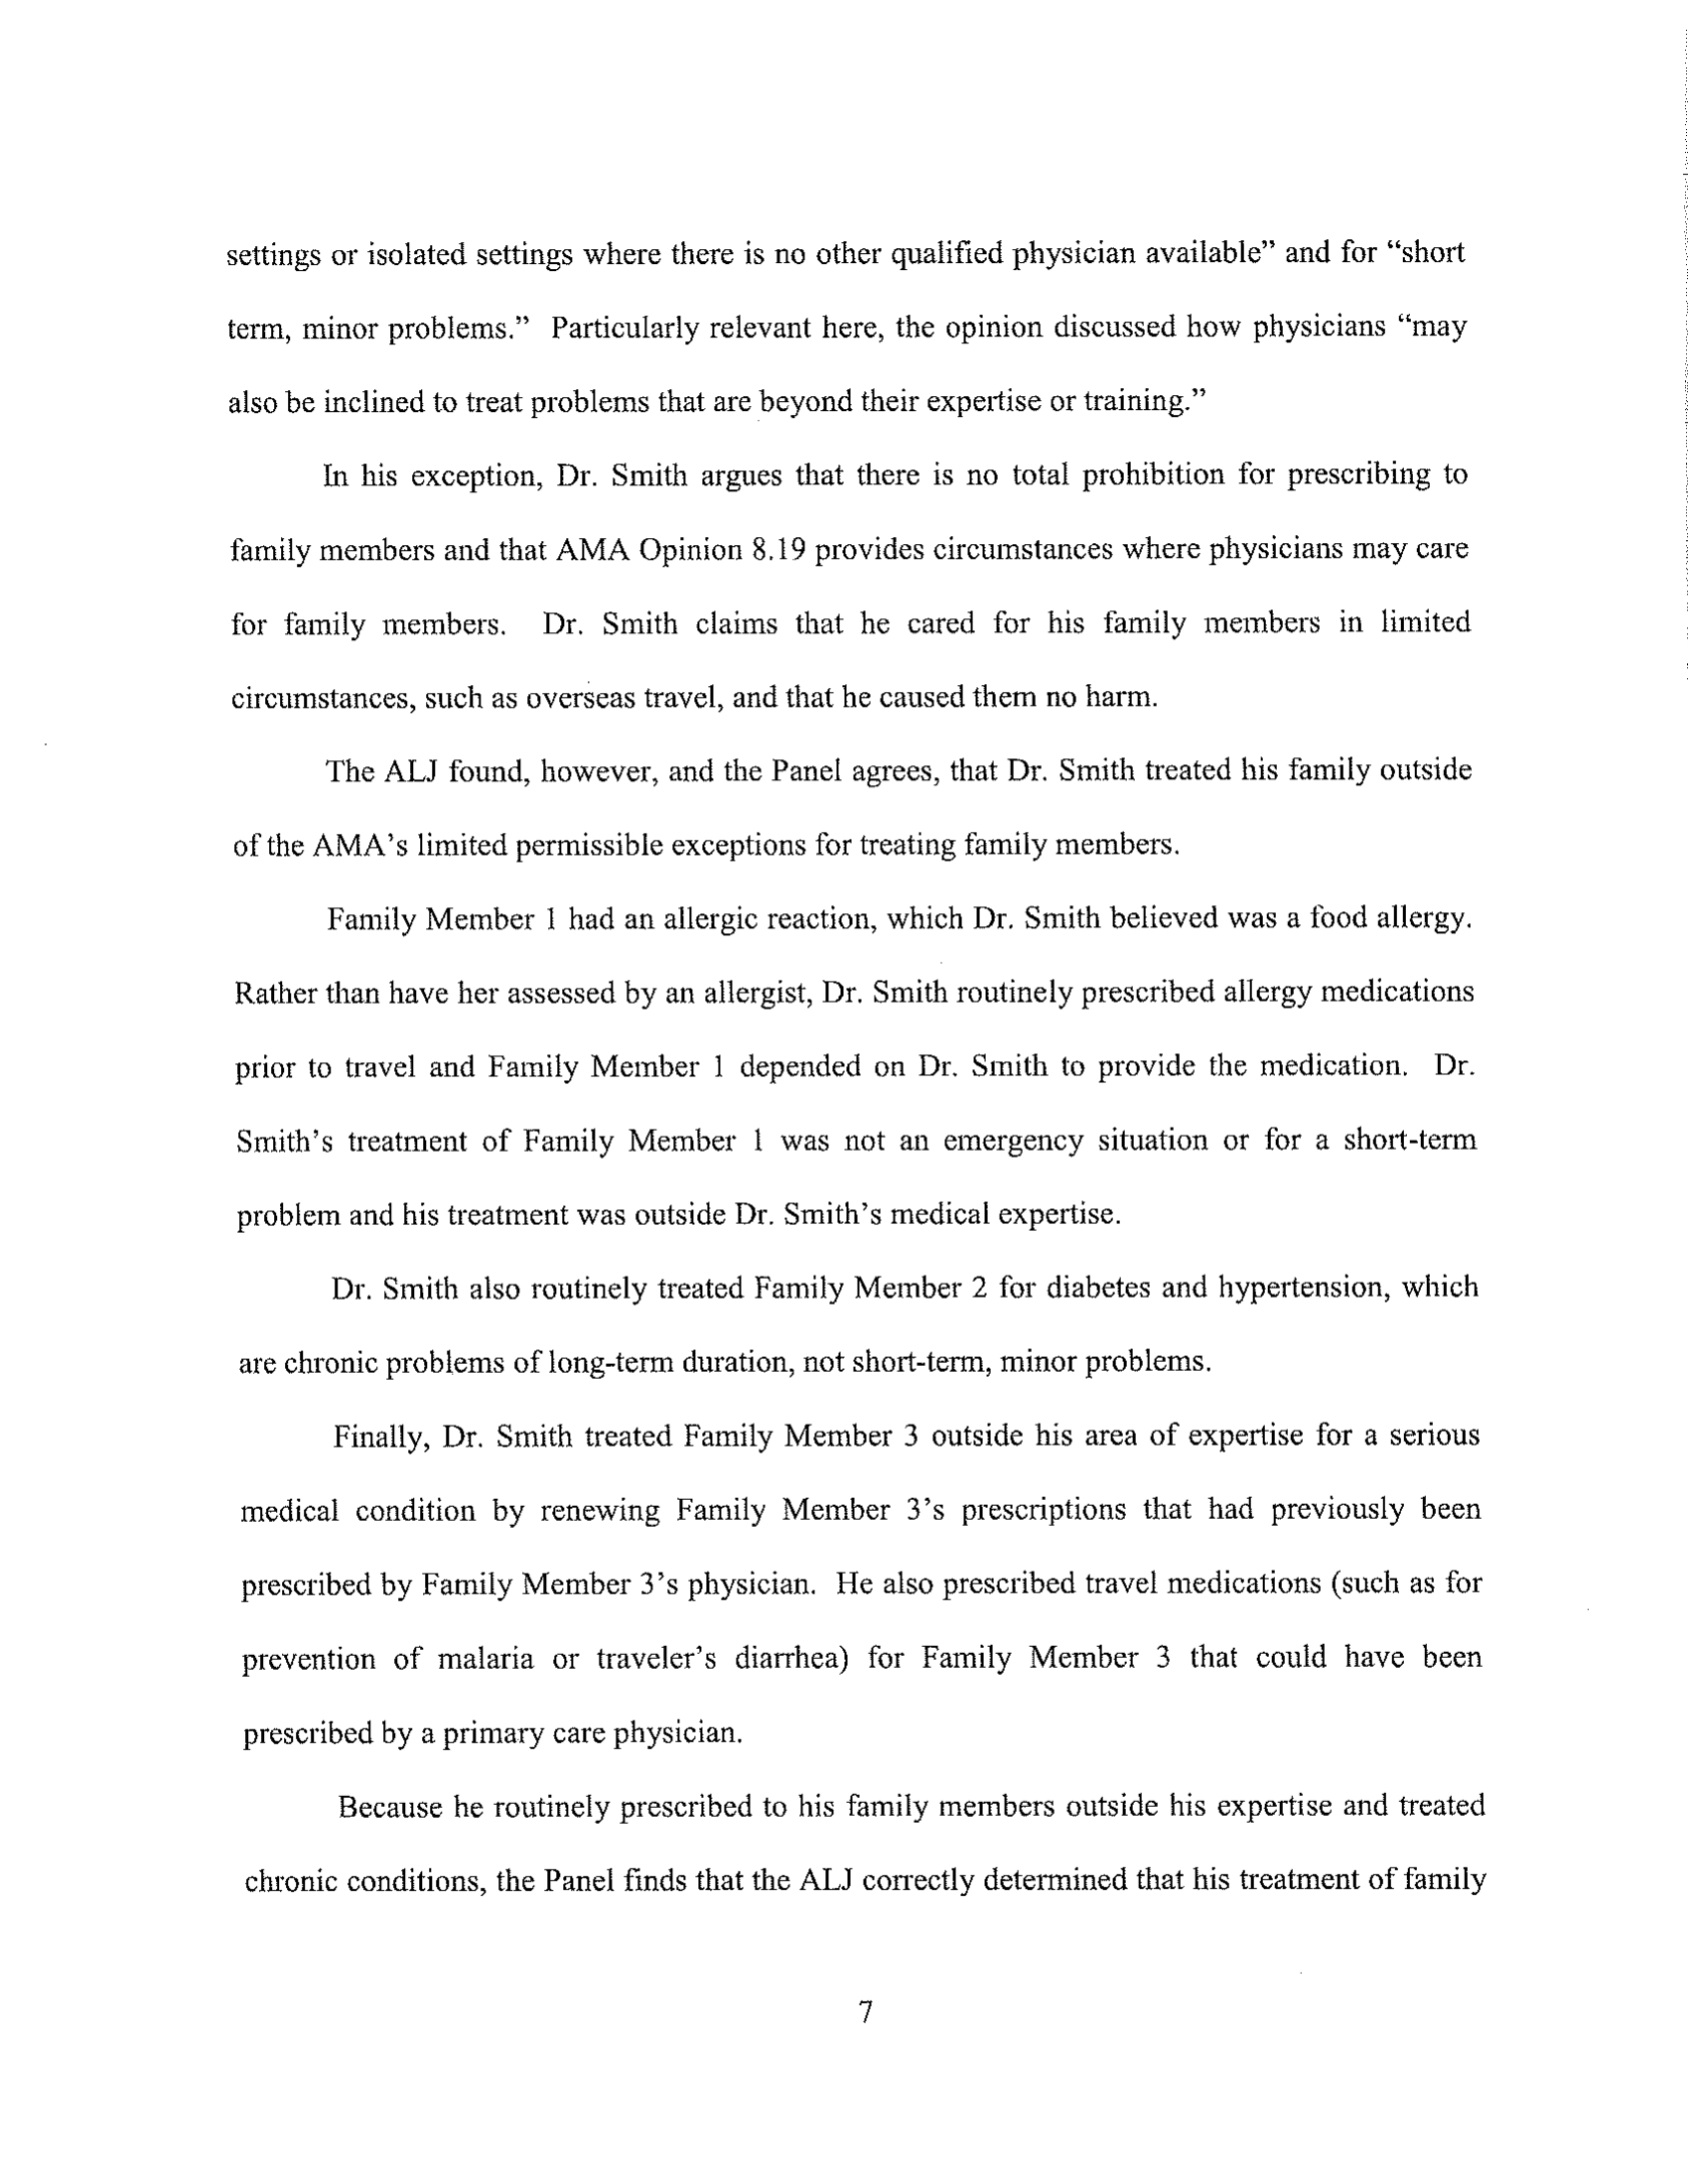 settings or isolated settings where there is no other qualified physician available” and for “short
term, minor problems.” Particularly relevant here, the opinion discussed how physicians “may
also be inclined to treat problems that are beyond their expertise or training.”
In his exception, Dr. Smith argues that there is no total prohibition for prescribing to
family members and that AMA Opinion 8.19 provides circumstances where physicians may care
for family members. Dr. Smith claims that he cared for his family members in limited
circumstances, such as overseas travel, and that he caused them no harm.
The ALJ found, however, and the Panel agrees, that Dr. Smith treated his family outside
of the AMA’s limited permissible exceptions for treating family members.
Family Member 1 had an allergic reaction, which Dr. Smith believed was a food allergy.
Rather than have her assessed by an allergist, Dr. Smith routinely prescribed allergy medications
prior to travel and Family Member 1 depended on Dr. Smith to provide the medication. Dr.
Smith’s treatment of Family Member 1 was not an emergency situation or for a short-term
problem and his treatment was outside Dr. Smith’s medical expertise.
Dr. Smith also routinely treated Family Member 2 for diabetes and hypertension, which
are chronic problems of long-term duration, not short-term, minor problems.
Finally, Dr. Smith treated Family Member 3 outside his area of expertise for a serious
medical condition by renewing Family Member 3’s prescriptions that had previously been
prescribed by Family Member 3’s physician. He also prescribed travel medications (such as for
prevention of malaria or traveler’s diarrhea) for Family Member 3 that could have been
prescribed by a primary care physician.
Because he routinely prescribed to his family members outside his expertise and treated
chronic conditions, the Panel finds that the ALJ correctly determined that his treatment of family
7